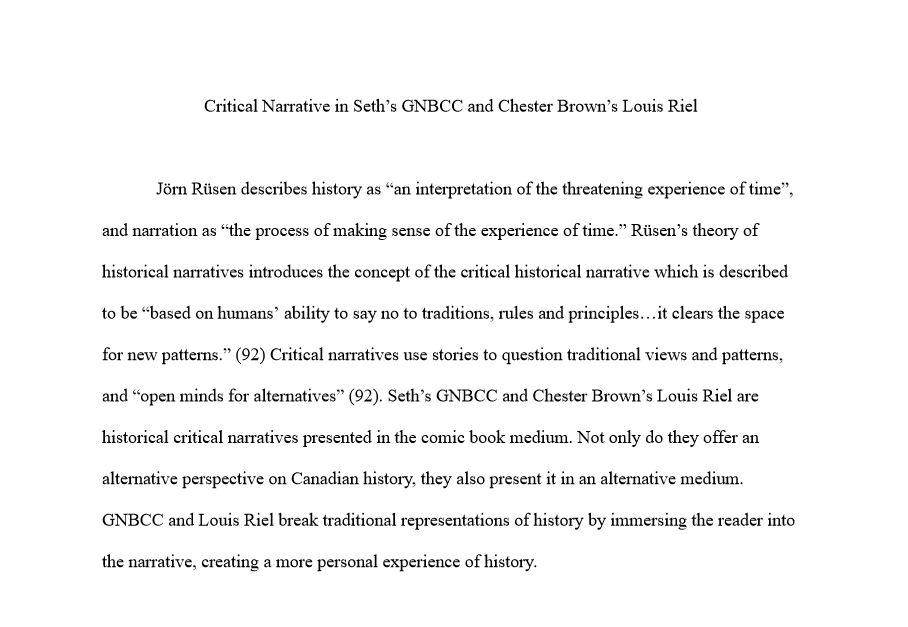 Critical Narrative in Seth’s GNBCC and Chester Brown’s Louis Riel
Jörn Rüsen describes history as “an interpretation of the threatening experience of time”,
and narration as “the process of making sense of the experience of time.” Rüsen’s theory of
historical narratives introduces the concept of the critical historical narrative which is described
to be “based on humans’ ability to say no to traditions, rules and principles…it clears the space
for new patterns.” (92) Critical narratives use stories to question traditional views and patterns,
and “open minds for alternatives” (92). Seth’s GNBCC and Chester Brown’s Louis Riel are
historical critical narratives presented in the comic book medium. Not only do they offer an
alternative perspective on Canadian history, they also present it in an alternative medium.
GNBCC and Louis Riel break traditional representations of history by immersing the reader into
the narrative, creating a more personal experience of history.